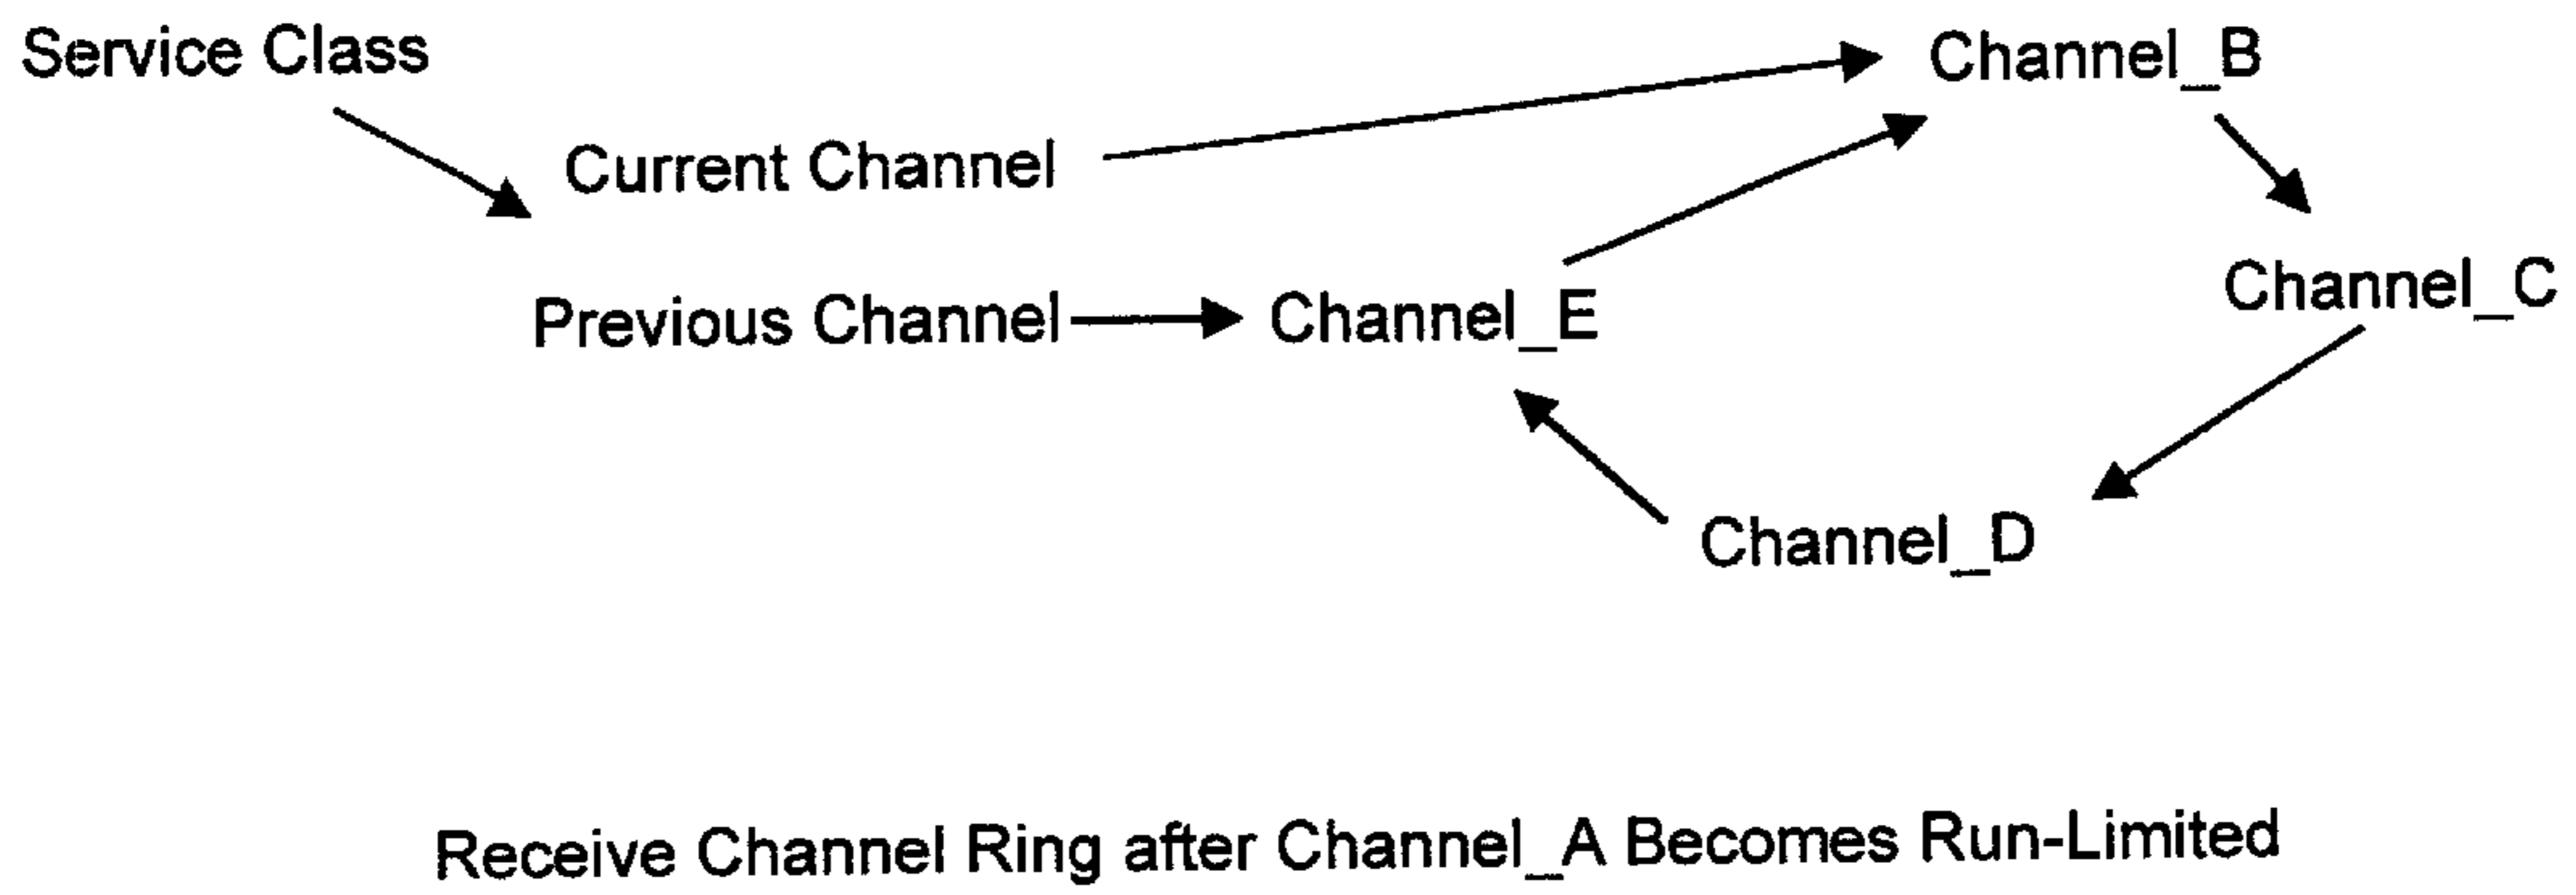 Service Class
Channel_B
Current Channel
Channel_C
Previous Channel
Channel_E
Channel_D
Receive Channel Ring after Channel_A Becomes Run-Limited